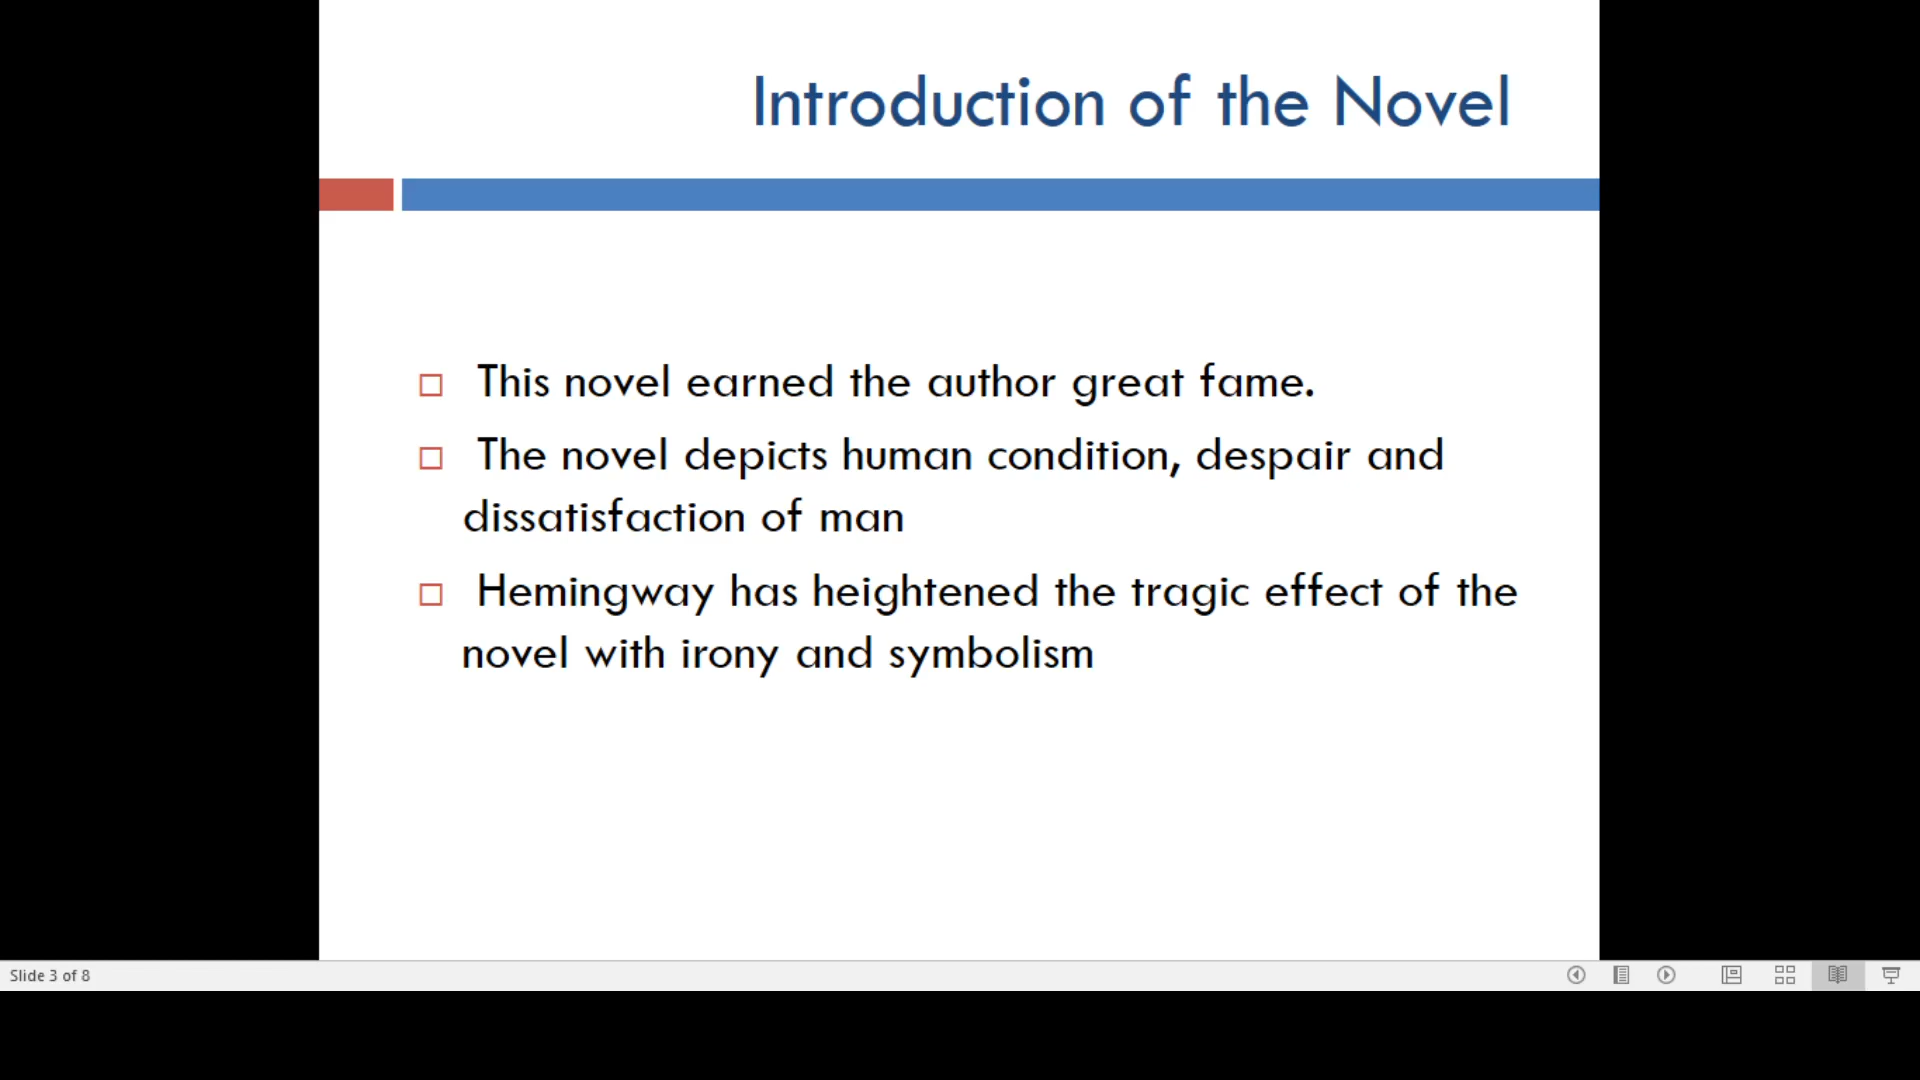 Introduction of the Novel
This novel earned the author great fame.
The novel depicts human condition, despair and
dissatisfaction of man
Hemingway has heightened the tragic effect of the
novel with irony and symbolism
Slide 3 of 8